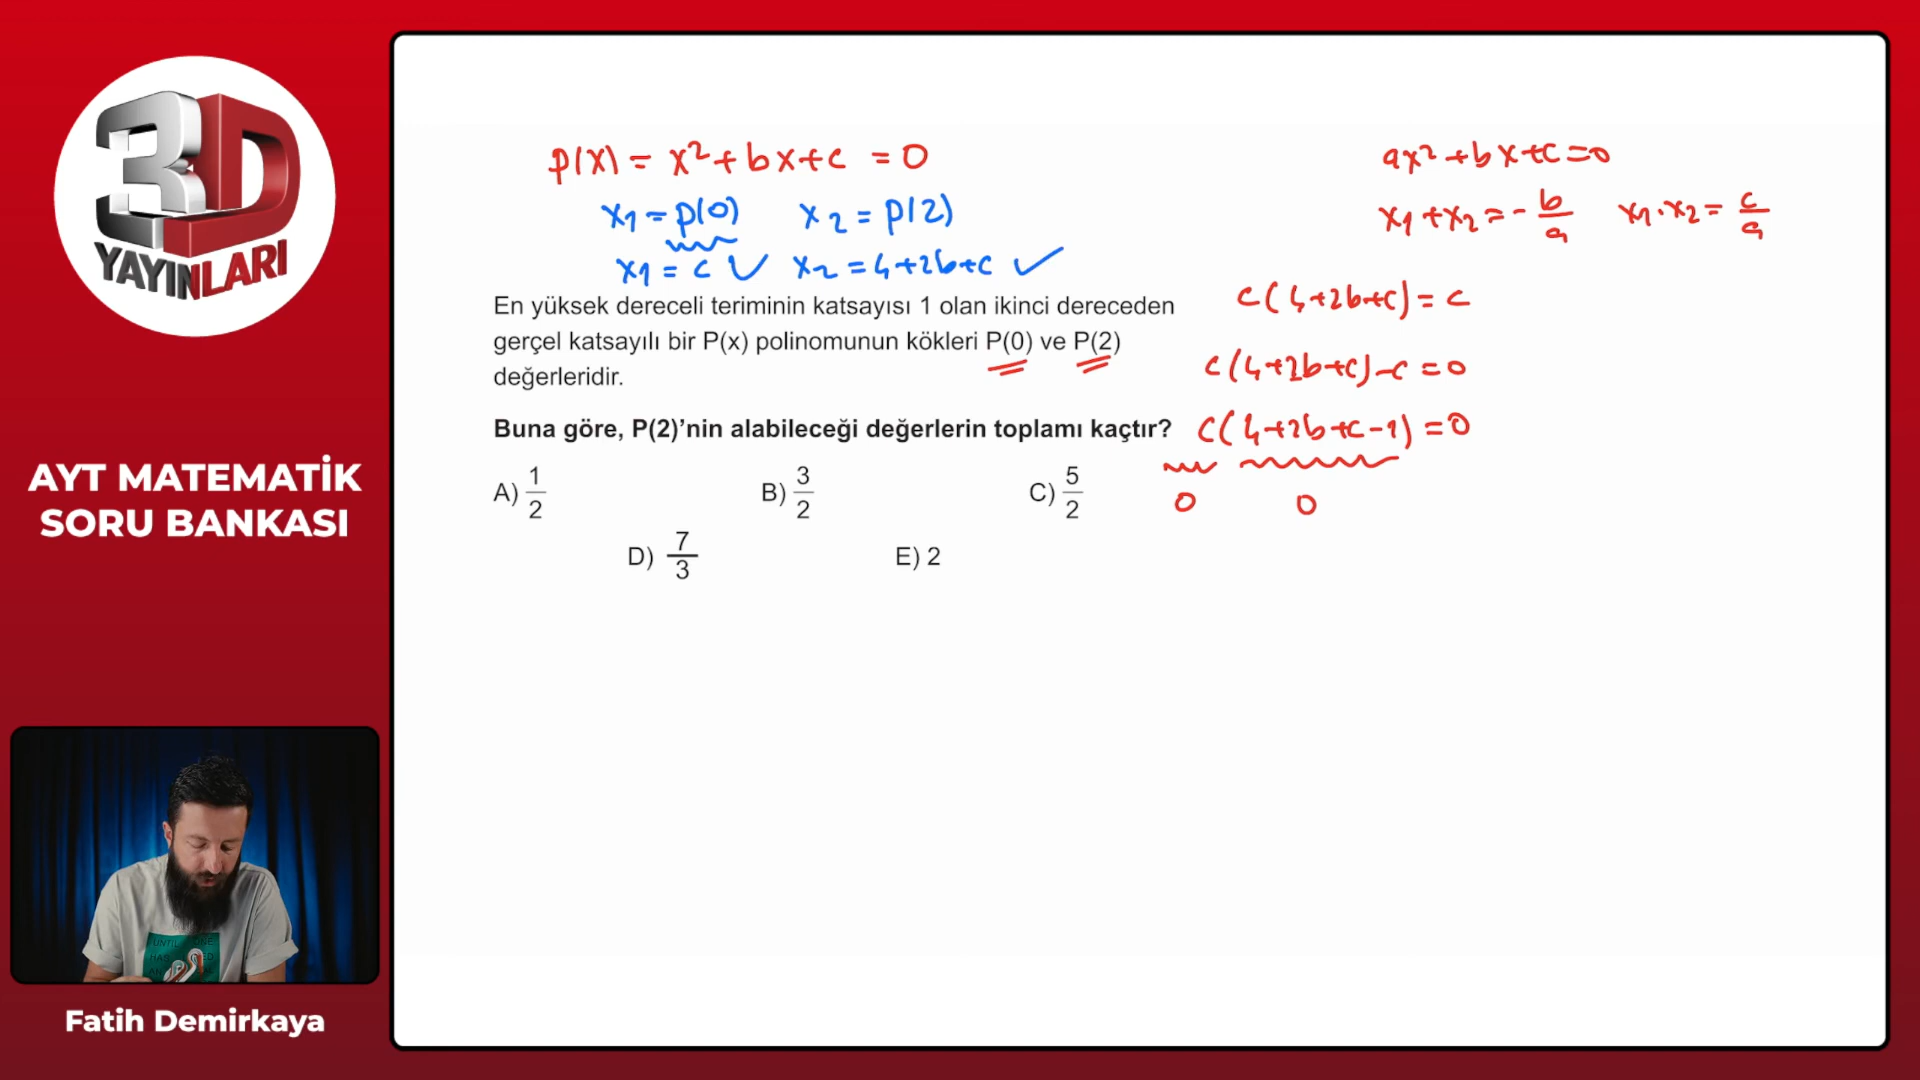 3D
YAYINLARI
AYT MATEMATİK
SORU BANKASI
Fatih Demirkaya
P(x) = x² + bx + c = 0
x₁ = P(0) x₂ = P(2)
x₁ = c ✓ x₂ = 4+2b+c ✓
En yüksek dereceli teriminin katsayısı 1 olan ikinci dereceden
gerçel katsayılı bir P(x) polinomunun kökleri P(0) ve P(2)
değerleridir.
Buna göre, P(2)'nin alabileceği değerlerin toplamı kaçtır?
A) 1/2 B) 3/2 C) 5/2
D) 7/3 E) 2
ax² + bx + c = 0
x₁ + x₂ = - b/a x₁ . x₂ = c/a
c(4+2b+c) = c
c(4+2b+c) - c = 0
c(4+2b+c-1) = 0
0 0